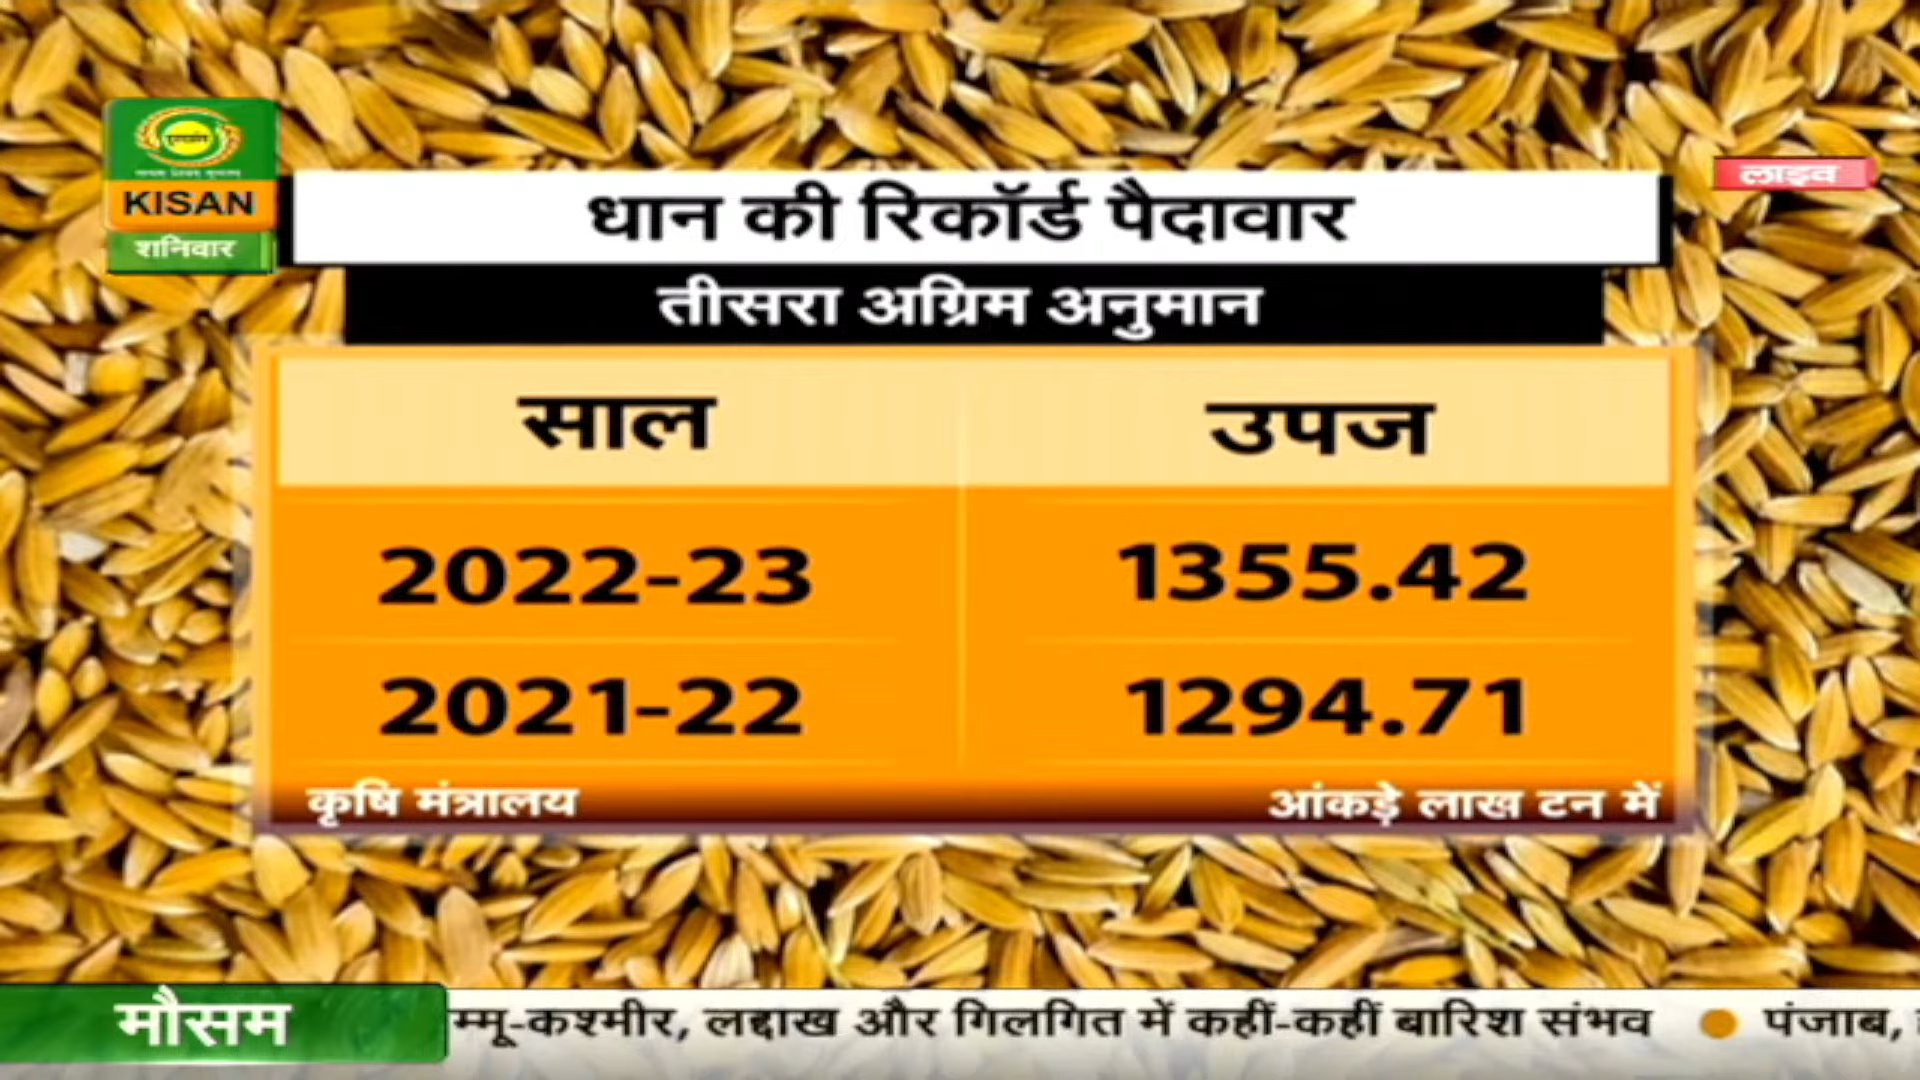 KISAN
शनिवार
लाइव
धान की रिकॉर्ड पैदावार
तीसरा अग्रिम अनुमान
साल उपज
2022-23 1355.42
2021-22 1294.71
कृषि मंत्रालय आंकड़े लाख टन में
मौसम म्मू-कश्मीर, लद्दाख और गिलगित में कहीं-कहीं बारिश संभव पंजाब,